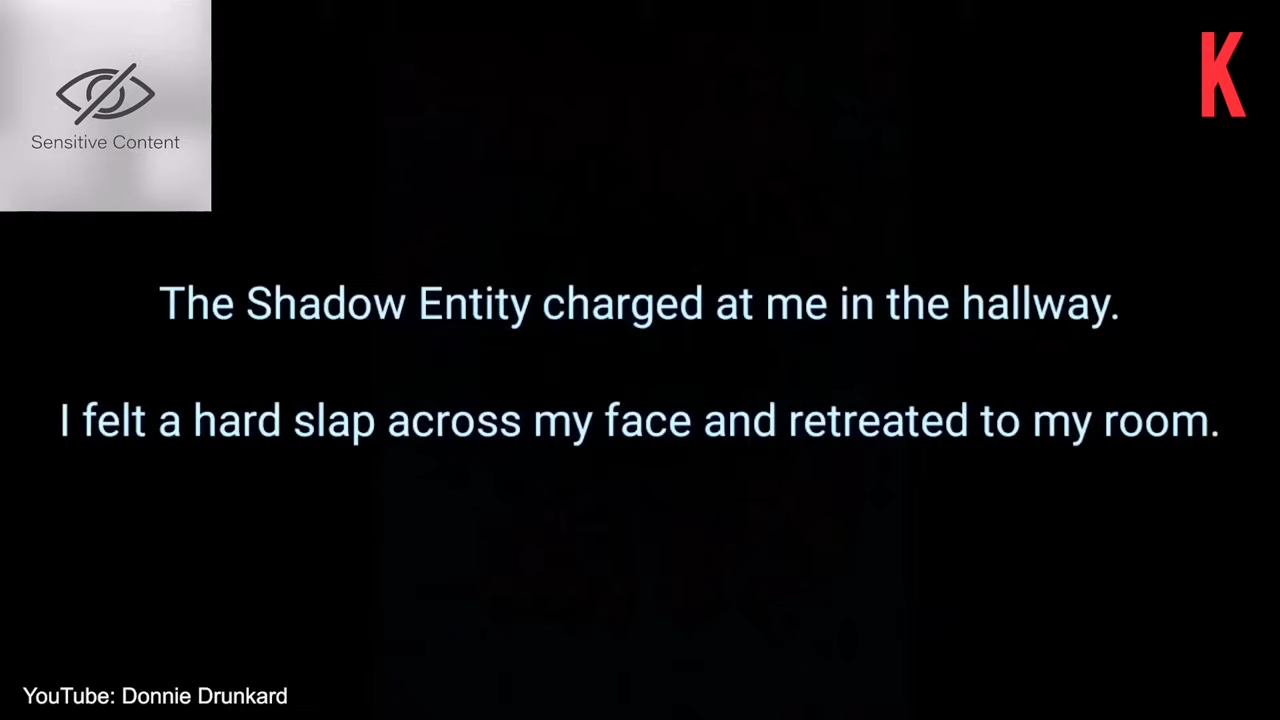 K
Sensitive Content
The Shadow Entity charged at me in the hallway.
I felt a hard slap across my face and retreated to my room.
YouTube: Donnie Drunkard